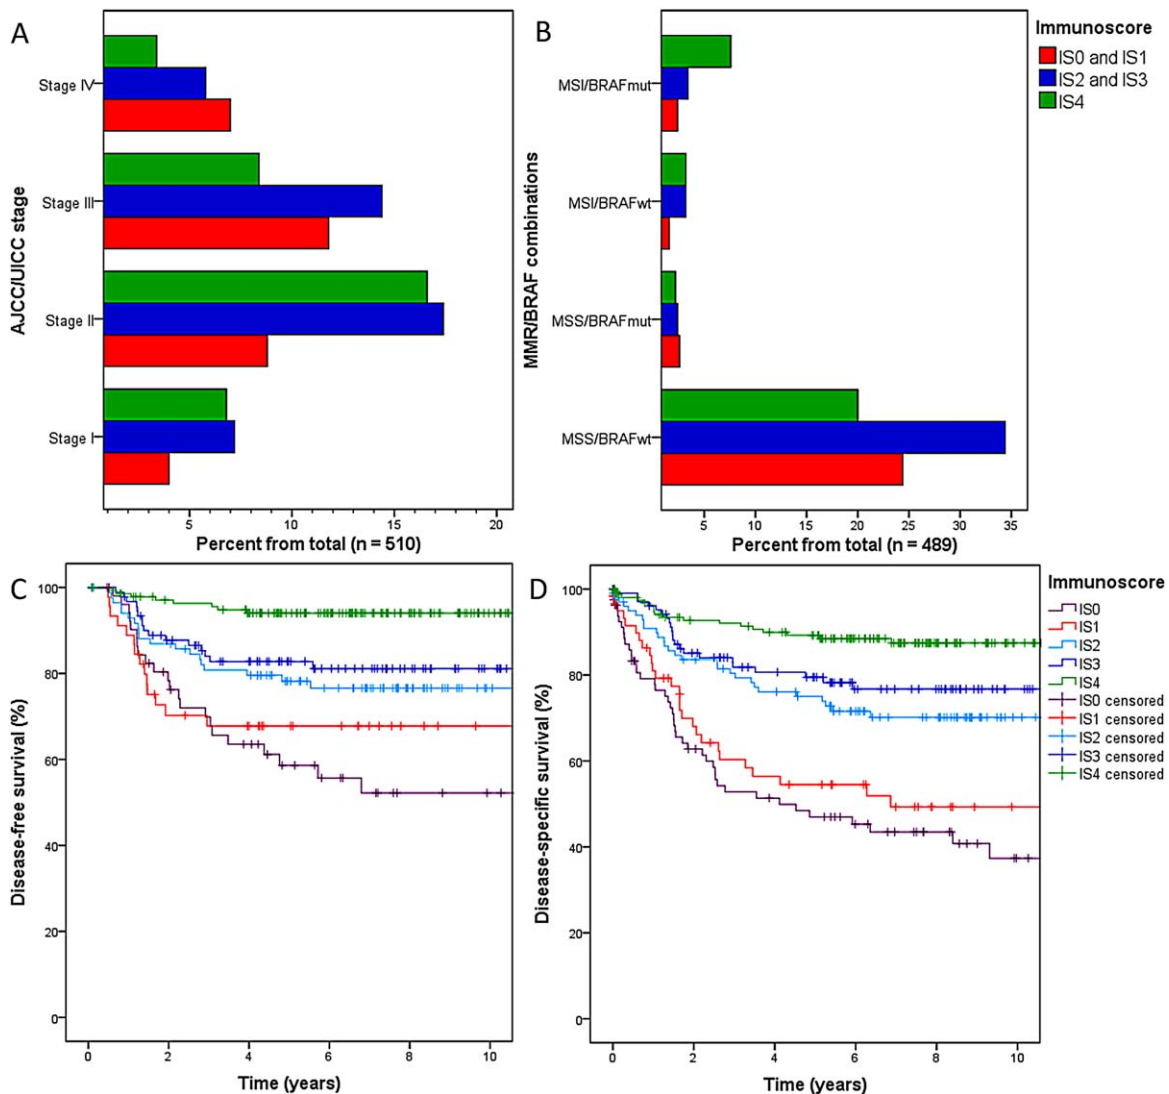 A
AJCC/UICC stage
Stage IV
Stage III
Stage II
Stage I
5 10 15 20
Percent from total (n = 510)
B
MMR/BRAF combinations
MSI/BRAFmut
MSI/BRAFwt
MSS/BRAFmut
MSS/BRAFwt
5 10 15 20 25 30 35
Percent from total (n = 489)
Immunoscore
IS0 and IS1
IS2 and IS3
IS4
C
Disease-free survival (%)
100
80
60
40
20
0
0 2 4 6 8 10
Time (years)
D
Disease-specific survival (%)
100
80
60
40
20
0
0 2 4 6 8 10
Time (years)
Immunoscore
IS0
IS1
IS2
IS3
IS4
IS0 censored
IS1 censored
IS2 censored
IS3 censored
IS4 censored